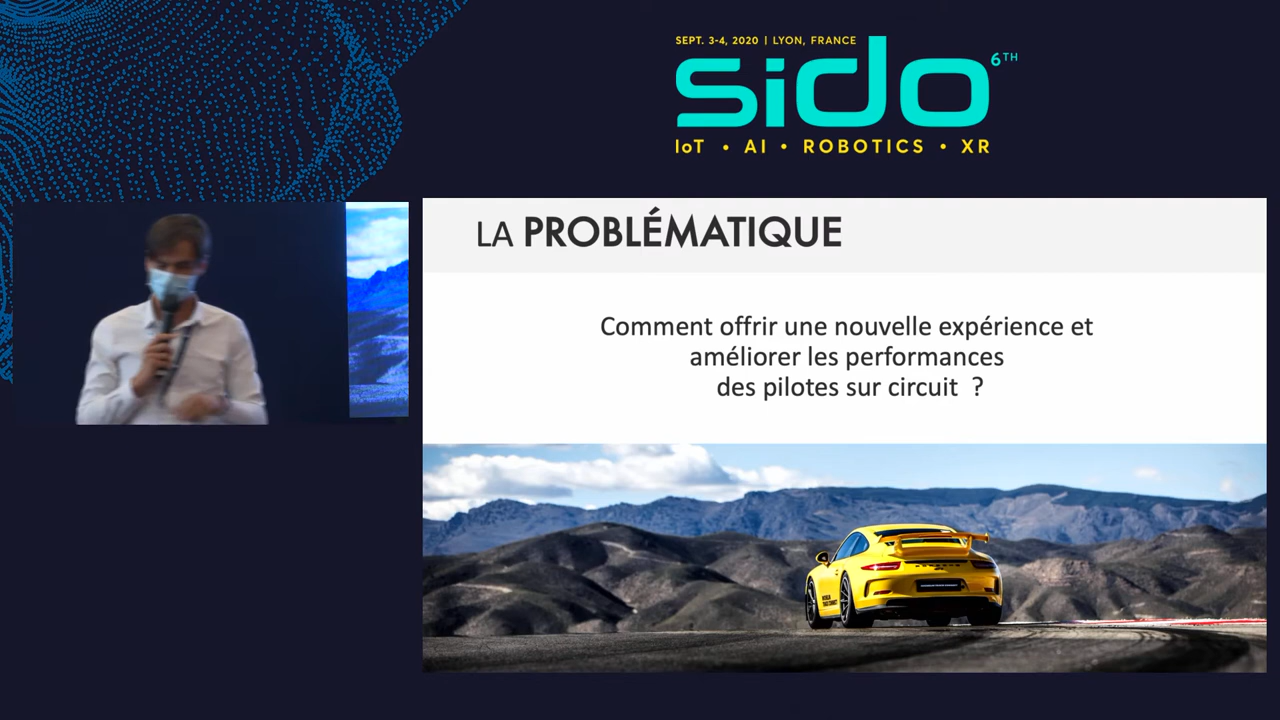 SEPT. 3-4, 2020 | LYON, FRANCE
sido 6TH
IoT • AI • ROBOTICS • XR
LA PROBLÉMATIQUE
Comment offrir une nouvelle expérience et
améliorer les performances
des pilotes sur circuit ?